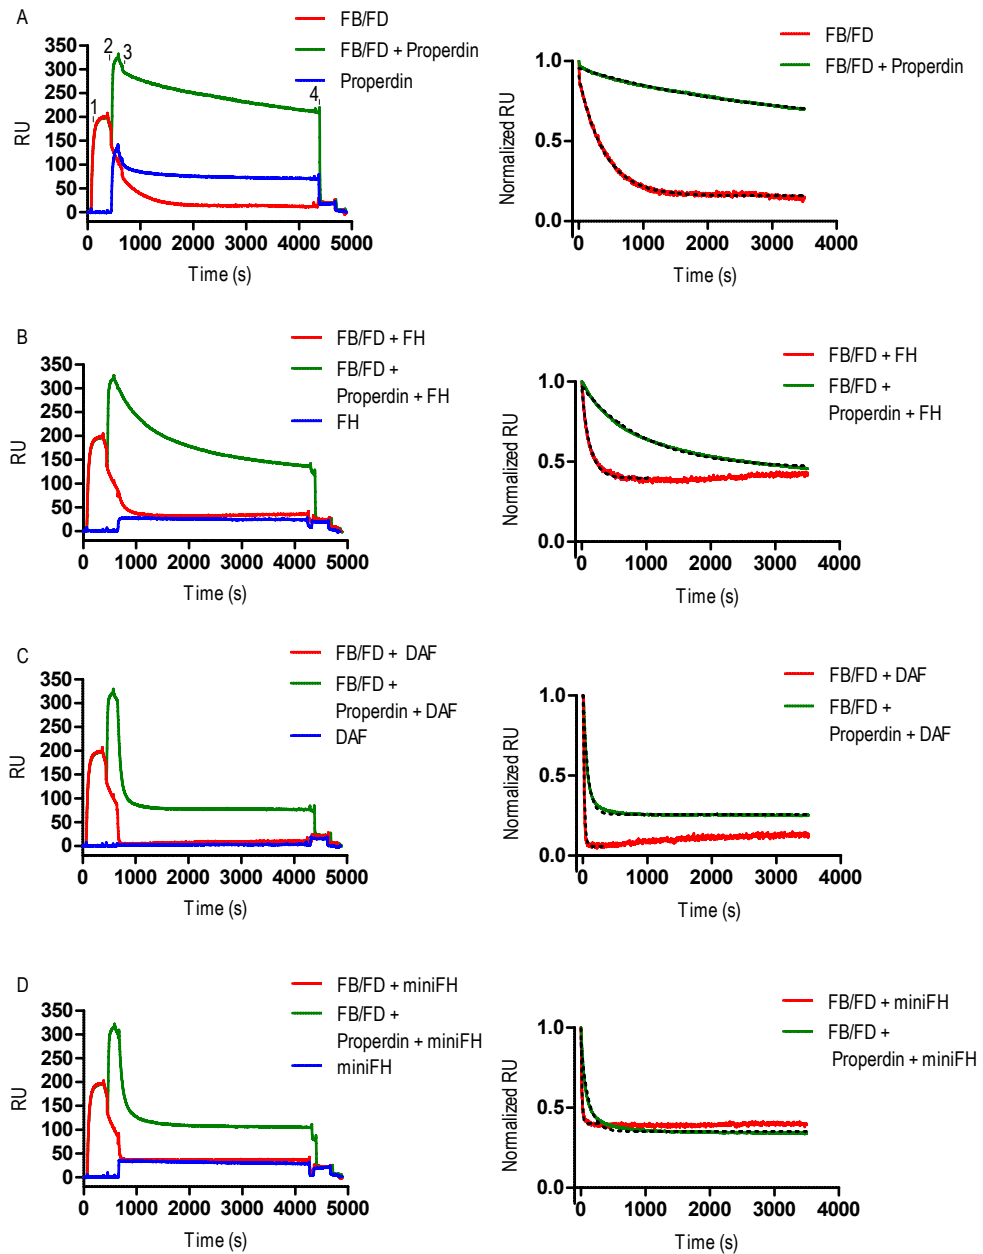 A
FB/FD
FB/FD + Properdin
Properdin
350
300
250
200
150
100
50
0
RU
1
2
3
4
0 1000 2000 3000 4000 5000
Time (s)
FB/FD
FB/FD + Properdin
1.0
0.5
0.0
Normalized RU
0 1000 2000 3000 4000
Time (s)
B
FB/FD + FH
FB/FD +
Properdin + FH
FH
350
300
250
200
150
100
50
0
RU
0 1000 2000 3000 4000 5000
Time (s)
FB/FD + FH
FB/FD +
Properdin + FH
1.0
0.5
0.0
Normalized RU
0 1000 2000 3000 4000
Time (s)
C
FB/FD + DAF
FB/FD +
Properdin + DAF
DAF
350
300
250
200
150
100
50
0
RU
0 1000 2000 3000 4000 5000
Time (s)
FB/FD + DAF
FB/FD +
Properdin + DAF
1.0
0.5
0.0
Normalized RU
0 1000 2000 3000 4000
Time (s)
D
FB/FD + miniFH
FB/FD +
Properdin + miniFH
miniFH
350
300
250
200
150
100
50
0
RU
0 1000 2000 3000 4000 5000
Time (s)
FB/FD + miniFH
FB/FD +
Properdin + miniFH
1.0
0.5
0.0
Normalized RU
0 1000 2000 3000 4000
Time (s)